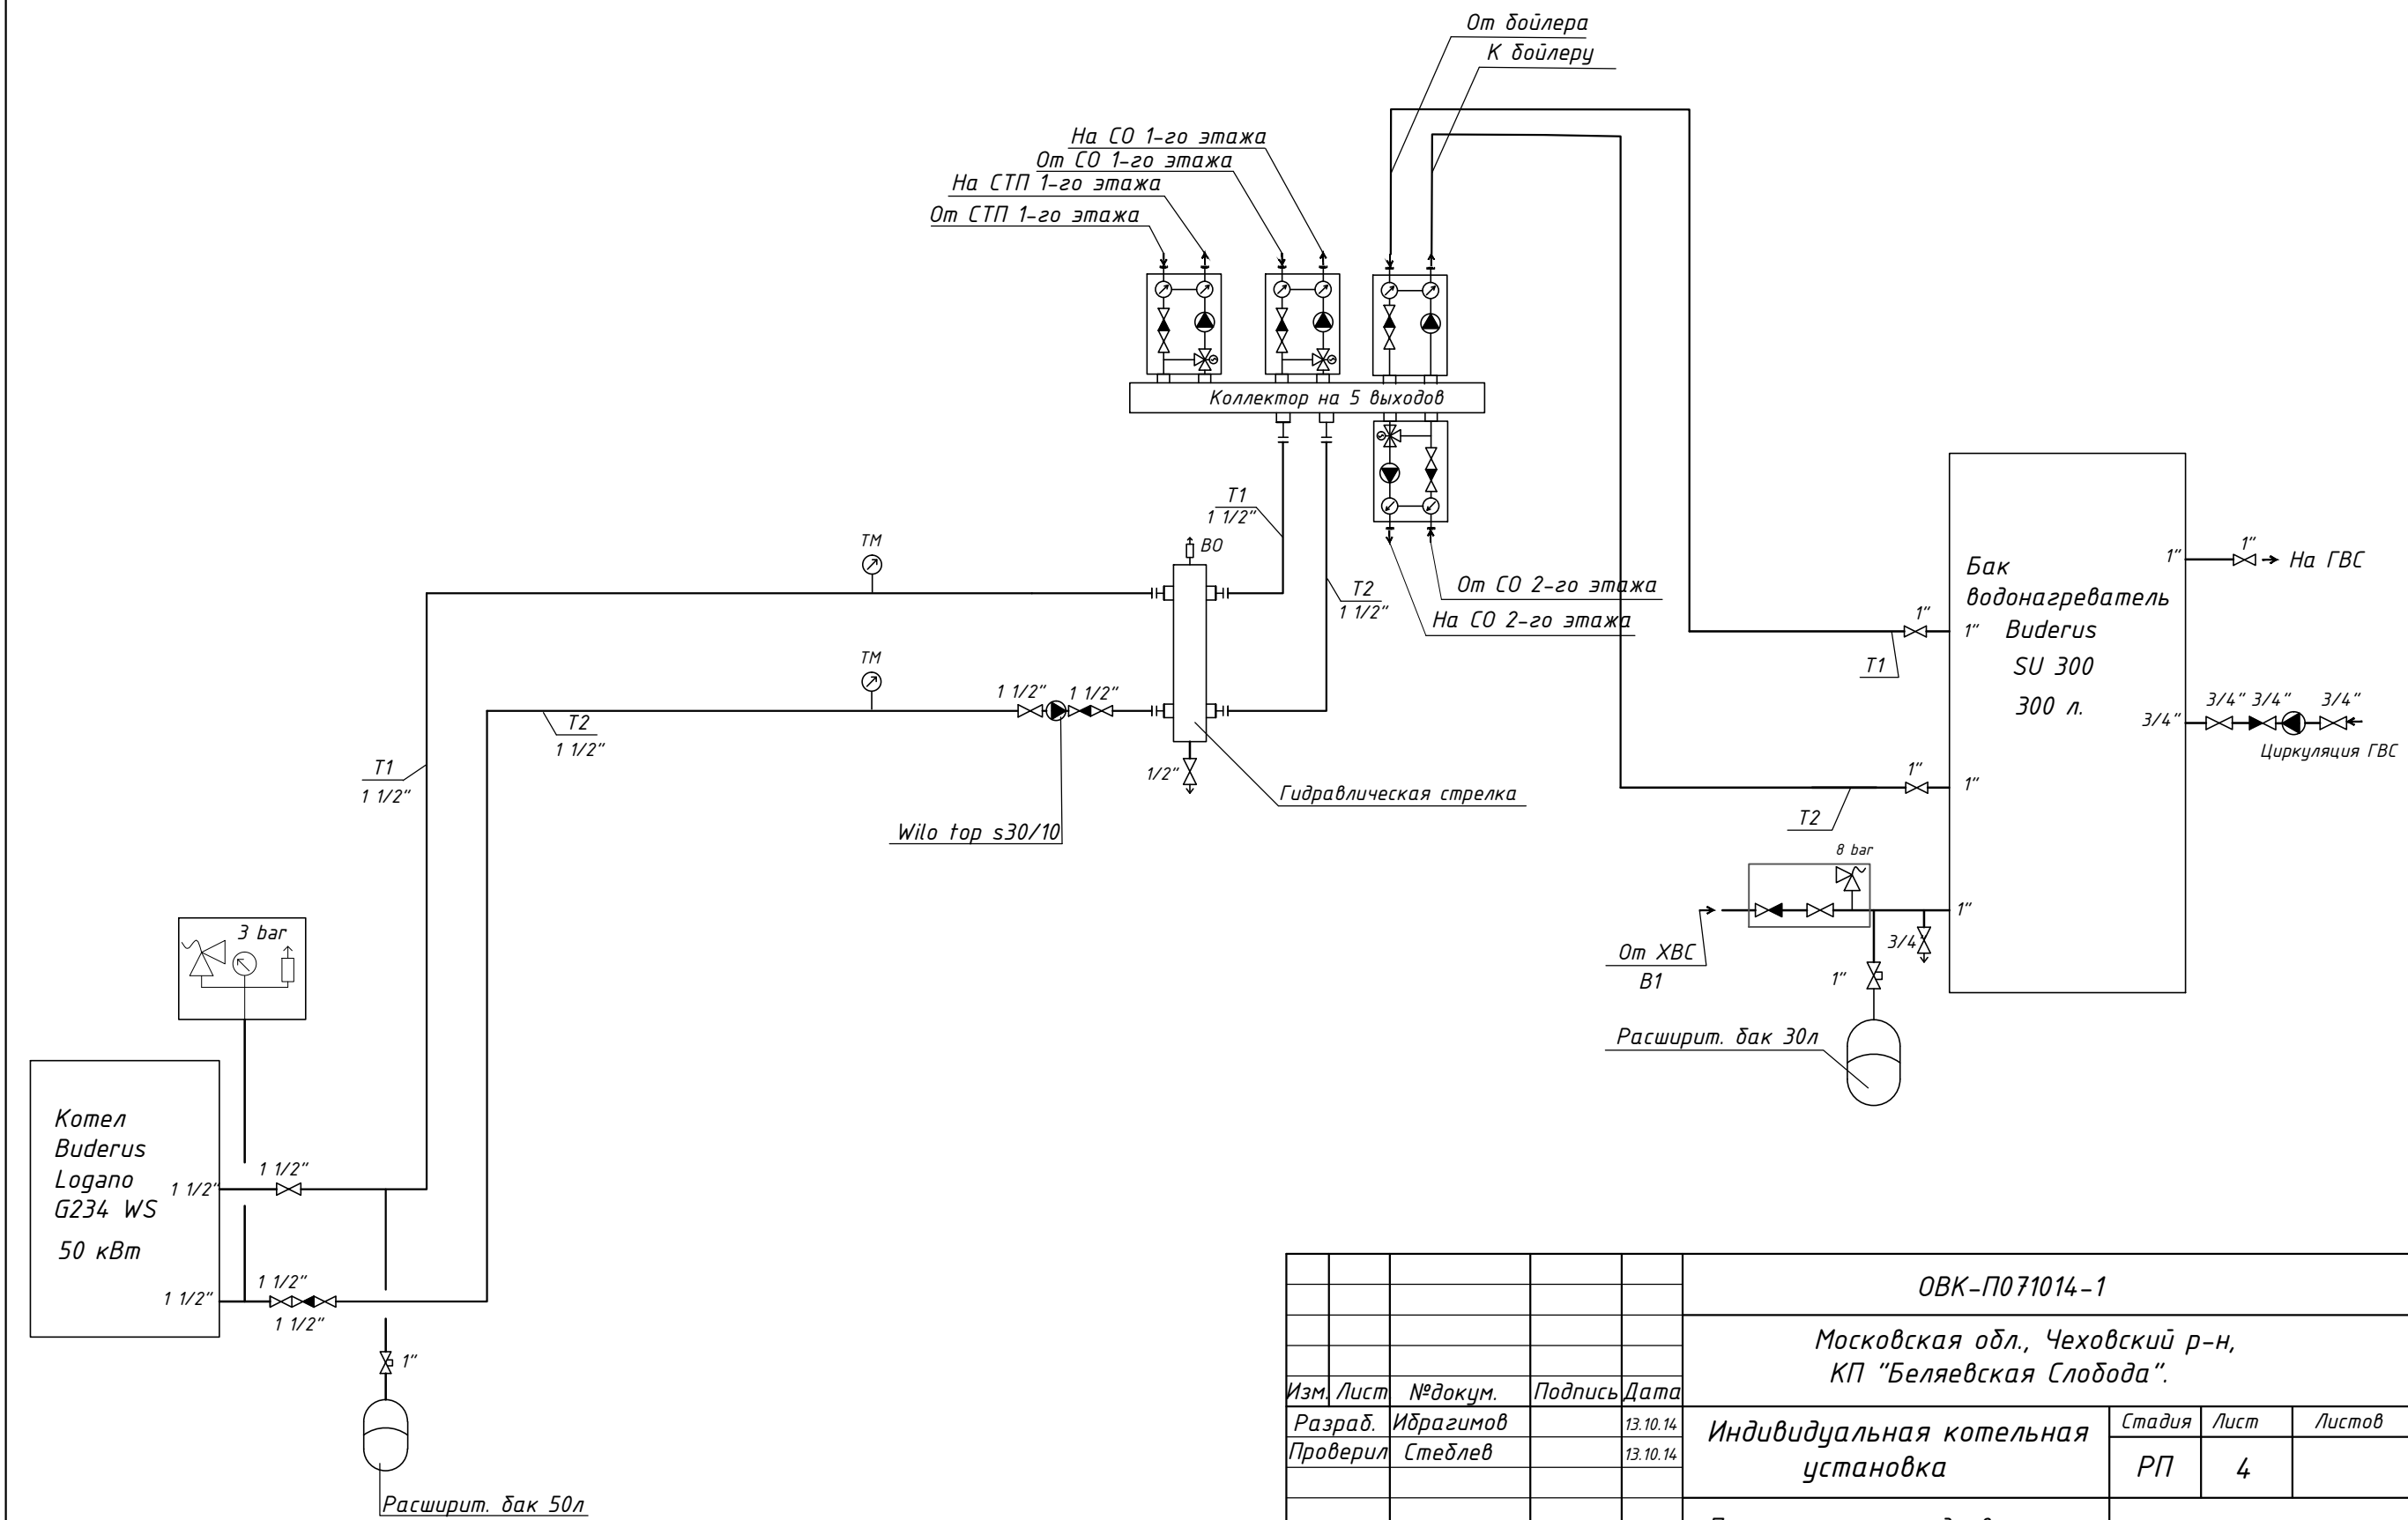 От бойлера
К бойлеру
На СО 1-го этажа
От СО 1-го этажа
На СТП 1-го этажа
От СТП 1-го этажа
Коллектор на 5 выходов
Т1
1 1/2"
ВО
Т2
1 1/2"
От СО 2-го этажа
На СО 2-го этажа
ТМ
ТМ
1 1/2" 1 1/2"
Т2
1 1/2"
Т1
1 1/2"
1/2"
Гидравлическая стрелка
Wilo top s30/10
Бак
водонагреватель
Buderus
SU 300
300 л.
1"
1"
На ГВС
1"
1"
Т1
3/4"
3/4" 3/4" 3/4"
Циркуляция ГВС
1"
1"
Т2
8 bar
1"
3/4
От ХВС
В1
1"
Расширит. бак 30л
3 bar
Котел
Buderus
Logano
G234 WS
50 кВт
1 1/2"
1 1/2"
1 1/2"
1 1/2"
1 1/2"
1"
Расширит. бак 50л
ОВК-П071014-1
Московская обл., Чеховский р-н,
КП "Беляевская Слобода".
Изм. Лист №докум. Подпись Дата
Разраб. Ибрагимов 13.10.14
Проверил Стеблев 13.10.14
Индивидуальная котельная
установка
Стадия Лист Листов
РП 4